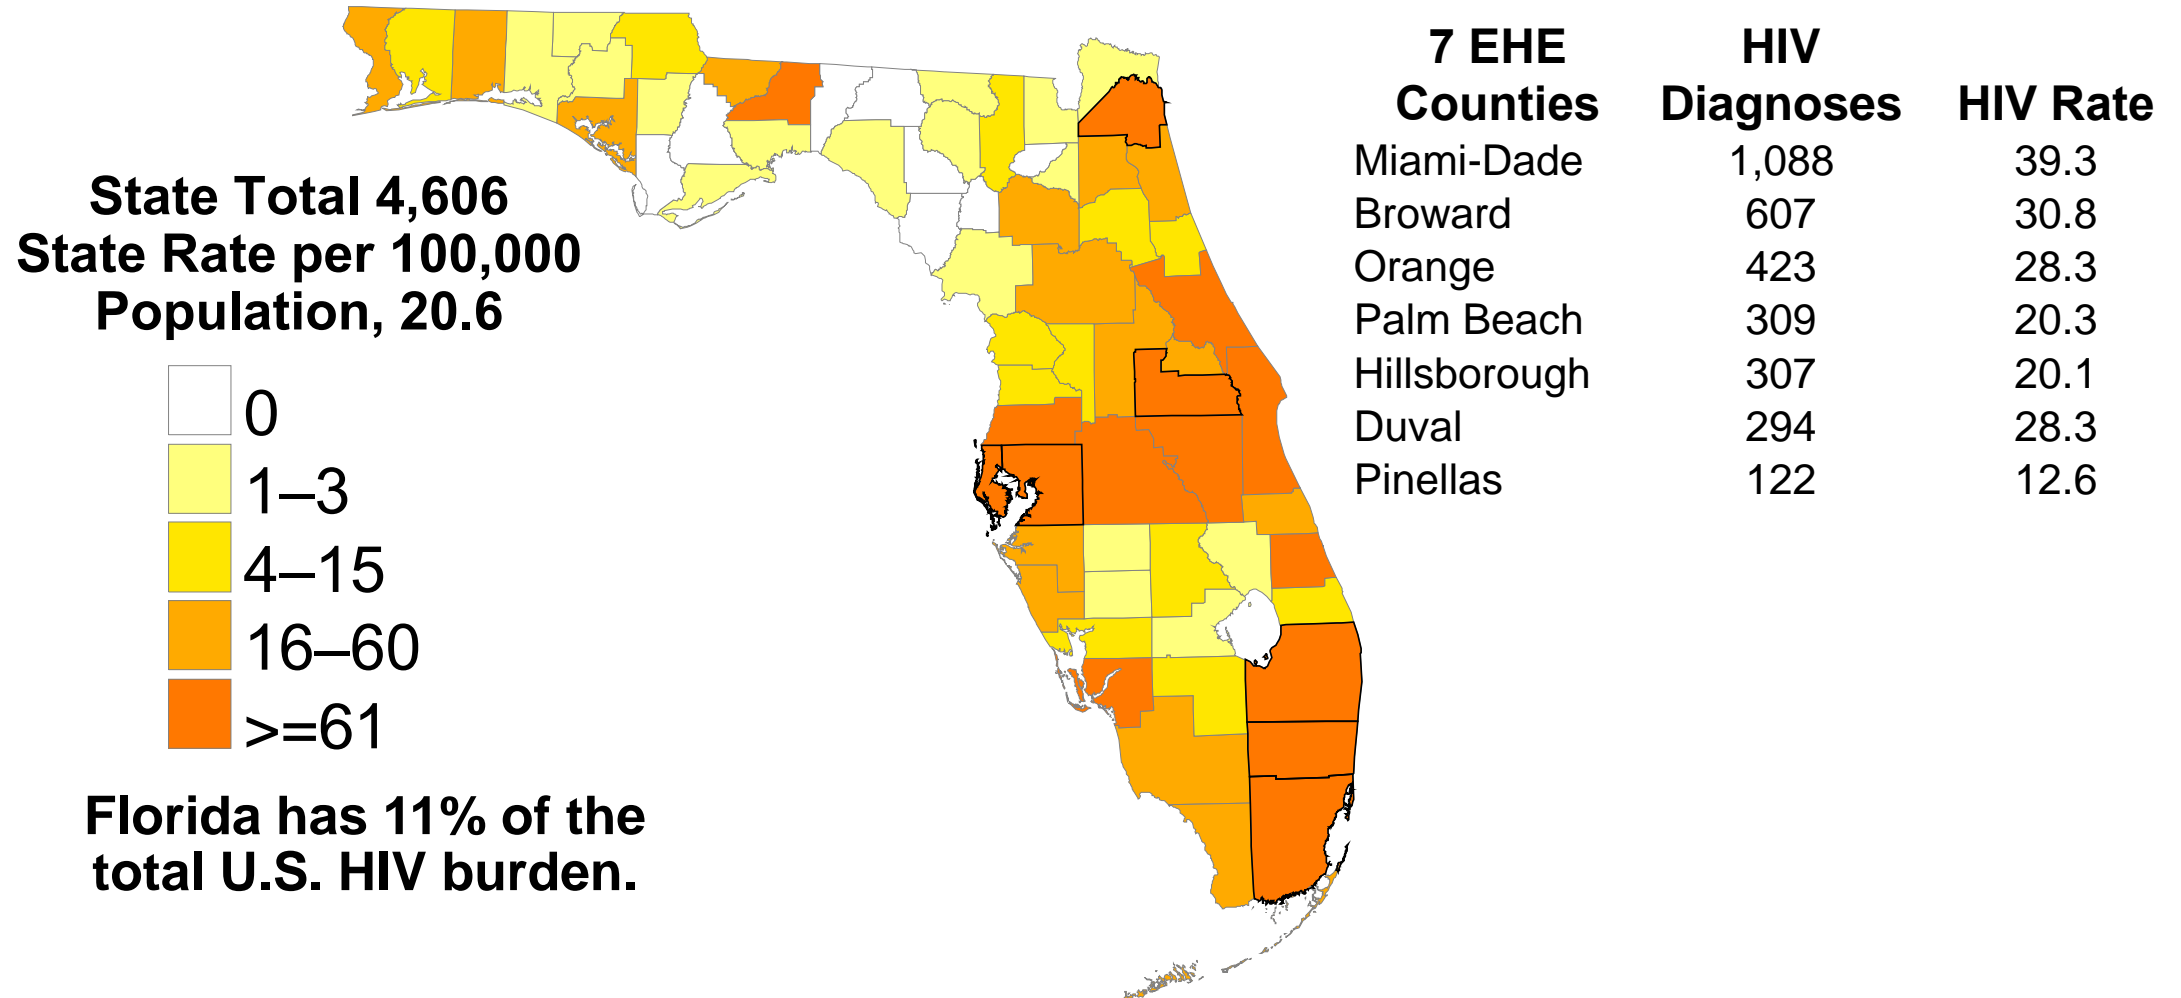 State Total 4,606
State Rate per 100,000
Population, 20.6
0
1–3
4–15
16–60
>=61
Florida has 11% of the
total U.S. HIV burden.
7 EHE HIV
Counties Diagnoses HIV Rate
Miami-Dade 1,088 39.3
Broward 607 30.8
Orange 423 28.3
Palm Beach 309 20.3
Hillsborough 307 20.1
Duval 294 28.3
Pinellas 122 12.6